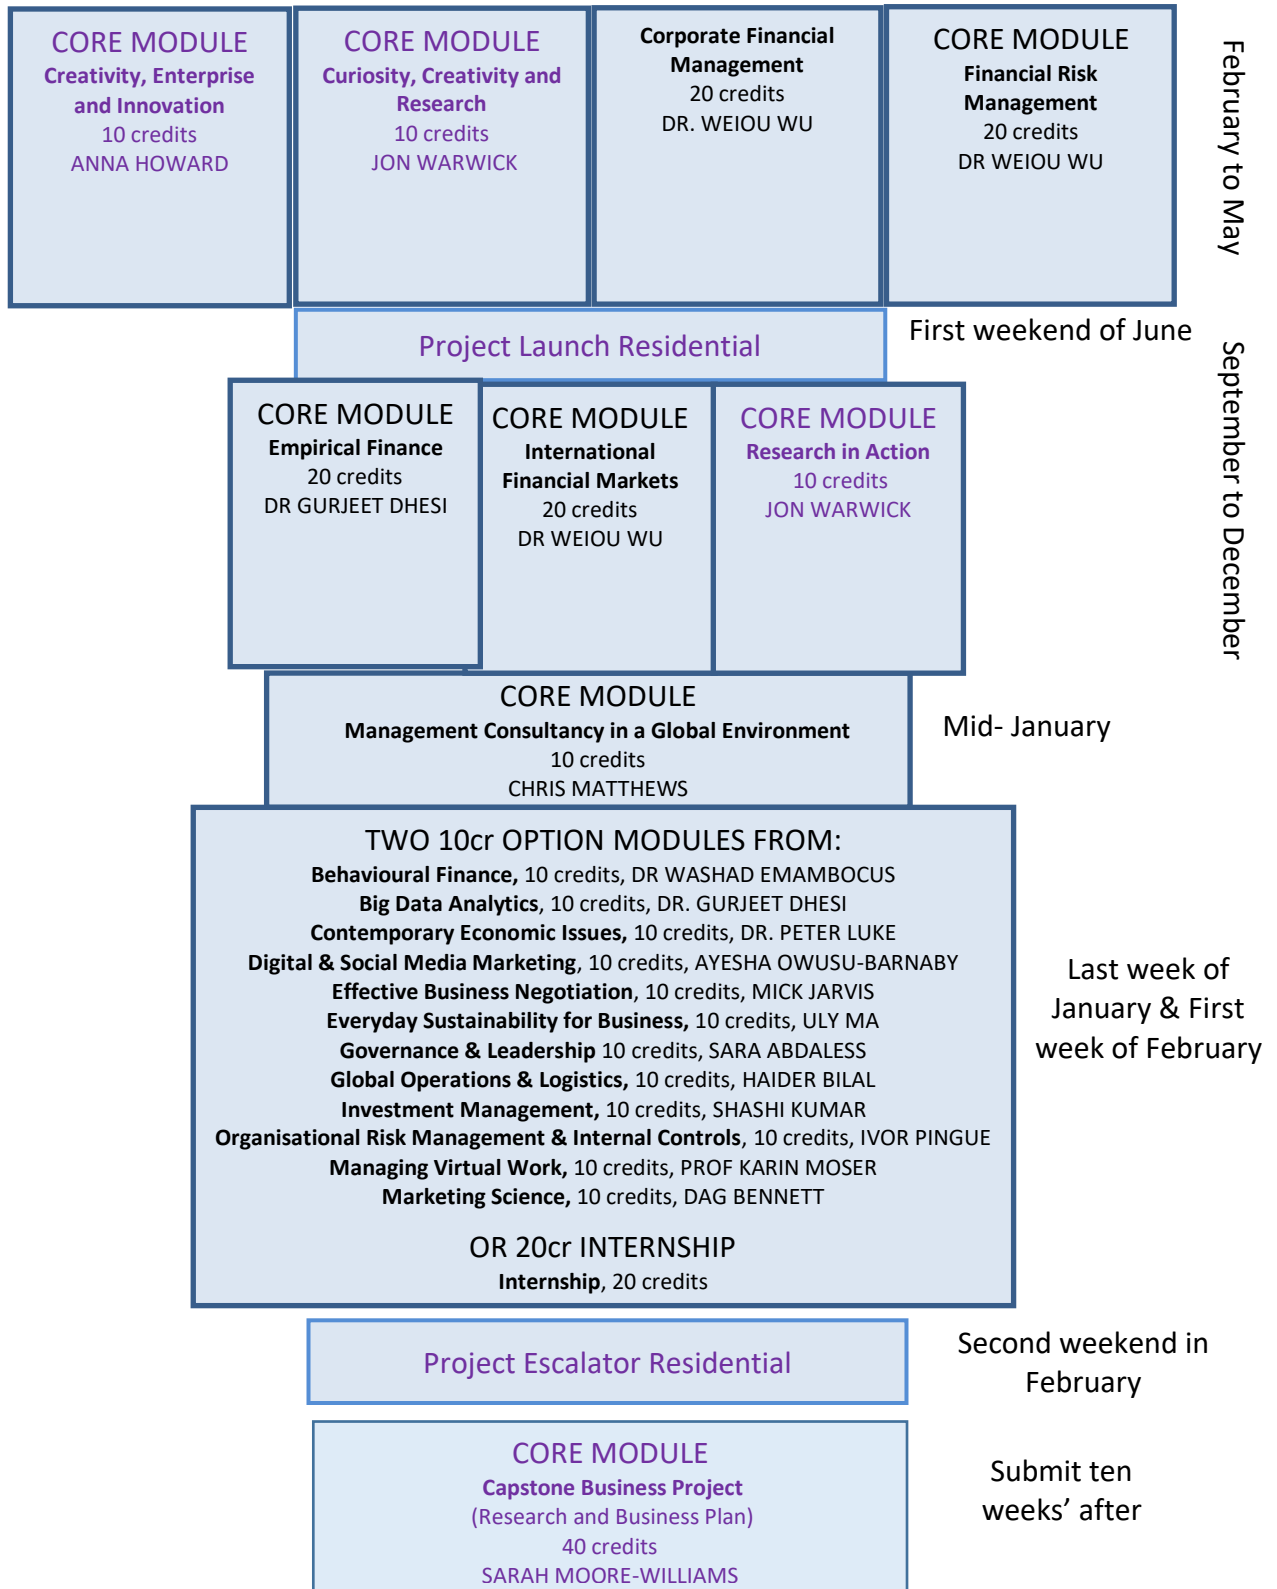 CORE MODULE
Creativity, Enterprise
and Innovation
10 credits
ANNA HOWARD
CORE MODULE
Curiosity, Creativity and
Research
10 credits
JON WARWICK
Corporate Financial
Management
20 credits
DR. WEIOU WU
CORE MODULE
Financial Risk
Management
20 credits
DR WEIOU WU
February to May
Project Launch Residential
First weekend of June
CORE MODULE
Empirical Finance
20 credits
DR GURJEET DHESI
CORE MODULE
International
Financial Markets
20 credits
DR WEIOU WU
CORE MODULE
Research in Action
10 credits
JON WARWICK
September to December
CORE MODULE
Management Consultancy in a Global Environment
10 credits
CHRIS MATTHEWS
Mid- January
TWO 10cr OPTION MODULES FROM:
Behavioural Finance, 10 credits, DR WASHAD EMAMBOCUS
Big Data Analytics, 10 credits, DR. GURJEET DHESI
Contemporary Economic Issues, 10 credits, DR. PETER LUKE
Digital & Social Media Marketing, 10 credits, AYESHA OWUSU-BARNABY
Effective Business Negotiation, 10 credits, MICK JARVIS
Everyday Sustainability for Business, 10 credits, ULY MA
Governance & Leadership 10 credits, SARA ABDALESS
Global Operations & Logistics, 10 credits, HAIDER BILAL
Investment Management, 10 credits, SHASHI KUMAR
Organisational Risk Management & Internal Controls, 10 credits, IVOR PINGUE
Managing Virtual Work, 10 credits, PROF KARIN MOSER
Marketing Science, 10 credits, DAG BENNETT
OR 20cr INTERNSHIP
Internship, 20 credits
Last week of
January & First
week of February
Project Escalator Residential
Second weekend in
February
CORE MODULE
Capstone Business Project
(Research and Business Plan)
40 credits
SARAH MOORE-WILLIAMS
Submit ten
weeks’ after